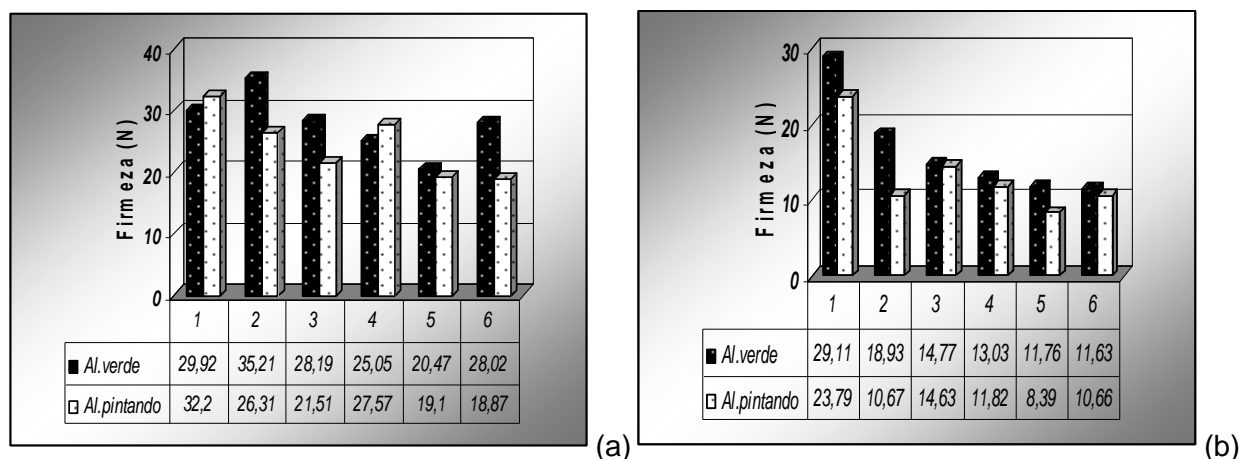 40
30
20
10
0
Firmeza (N)
1 2 3 4 5 6
Al.verde 29,92 35,21 28,19 25,05 20,47 28,02
Al.pintando 32,2 26,31 21,51 27,57 19,1 18,87
(a)
30
20
10
0
Firmeza (N)
1 2 3 4 5 6
Al.verde 29,11 18,93 14,77 13,03 11,76 11,63
Al.pintando 23,79 10,67 14,63 11,82 8,39 10,66
(b)